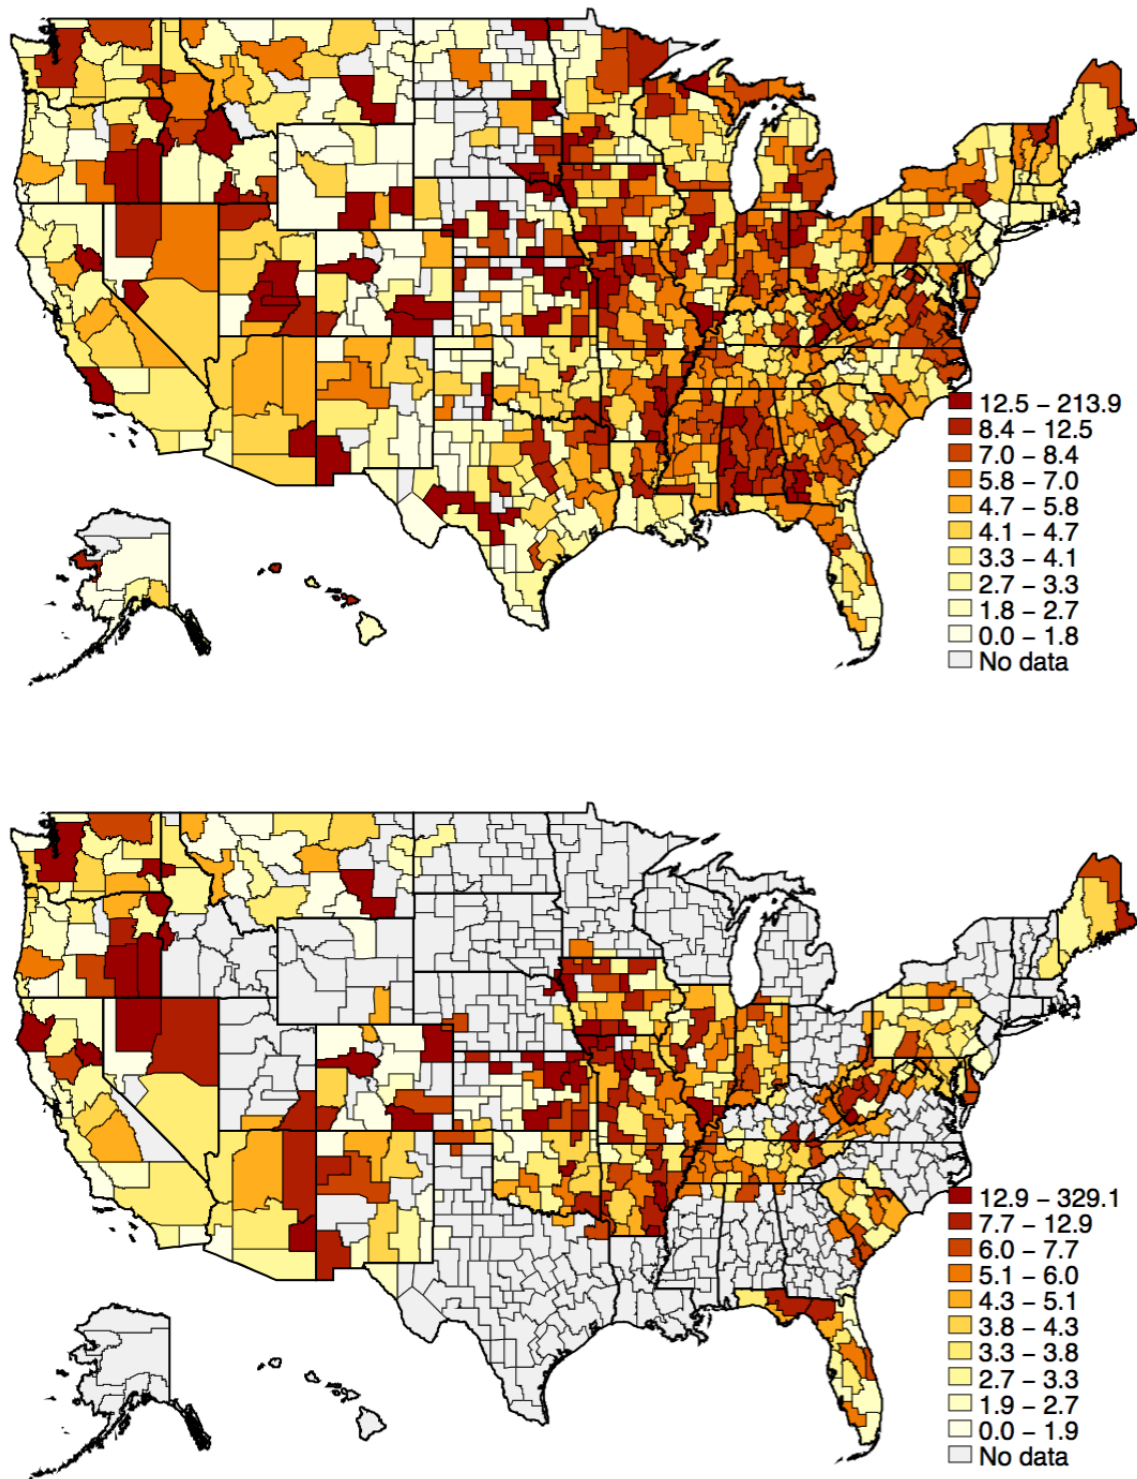 12.5 – 213.9
8.4 – 12.5
7.0 – 8.4
5.8 – 7.0
4.7 – 5.8
4.1 – 4.7
3.3 – 4.1
2.7 – 3.3
1.8 – 2.7
0.0 – 1.8
No data
12.9 – 329.1
7.7 – 12.9
6.0 – 7.7
5.1 – 6.0
4.3 – 5.1
3.8 – 4.3
3.3 – 3.8
2.7 – 3.3
1.9 – 2.7
0.0 – 1.9
No data